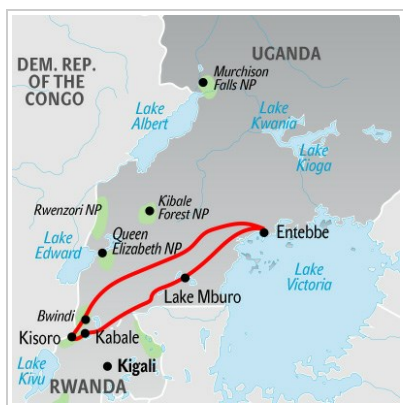 UGANDA
DEM. REP.
OF THE
CONGO
Murchison
Falls NP
Lake
Albert
Lake
Kwania
Lake
Kioga
Kibale
Forest NP
Rwenzori NP
Queen
Elizabeth NP
Lake
Edward
Entebbe
Lake
Victoria
Lake Mburo
Bwindi
Kisoro
Kabale
Lake
Kivu
Kigali
RWANDA